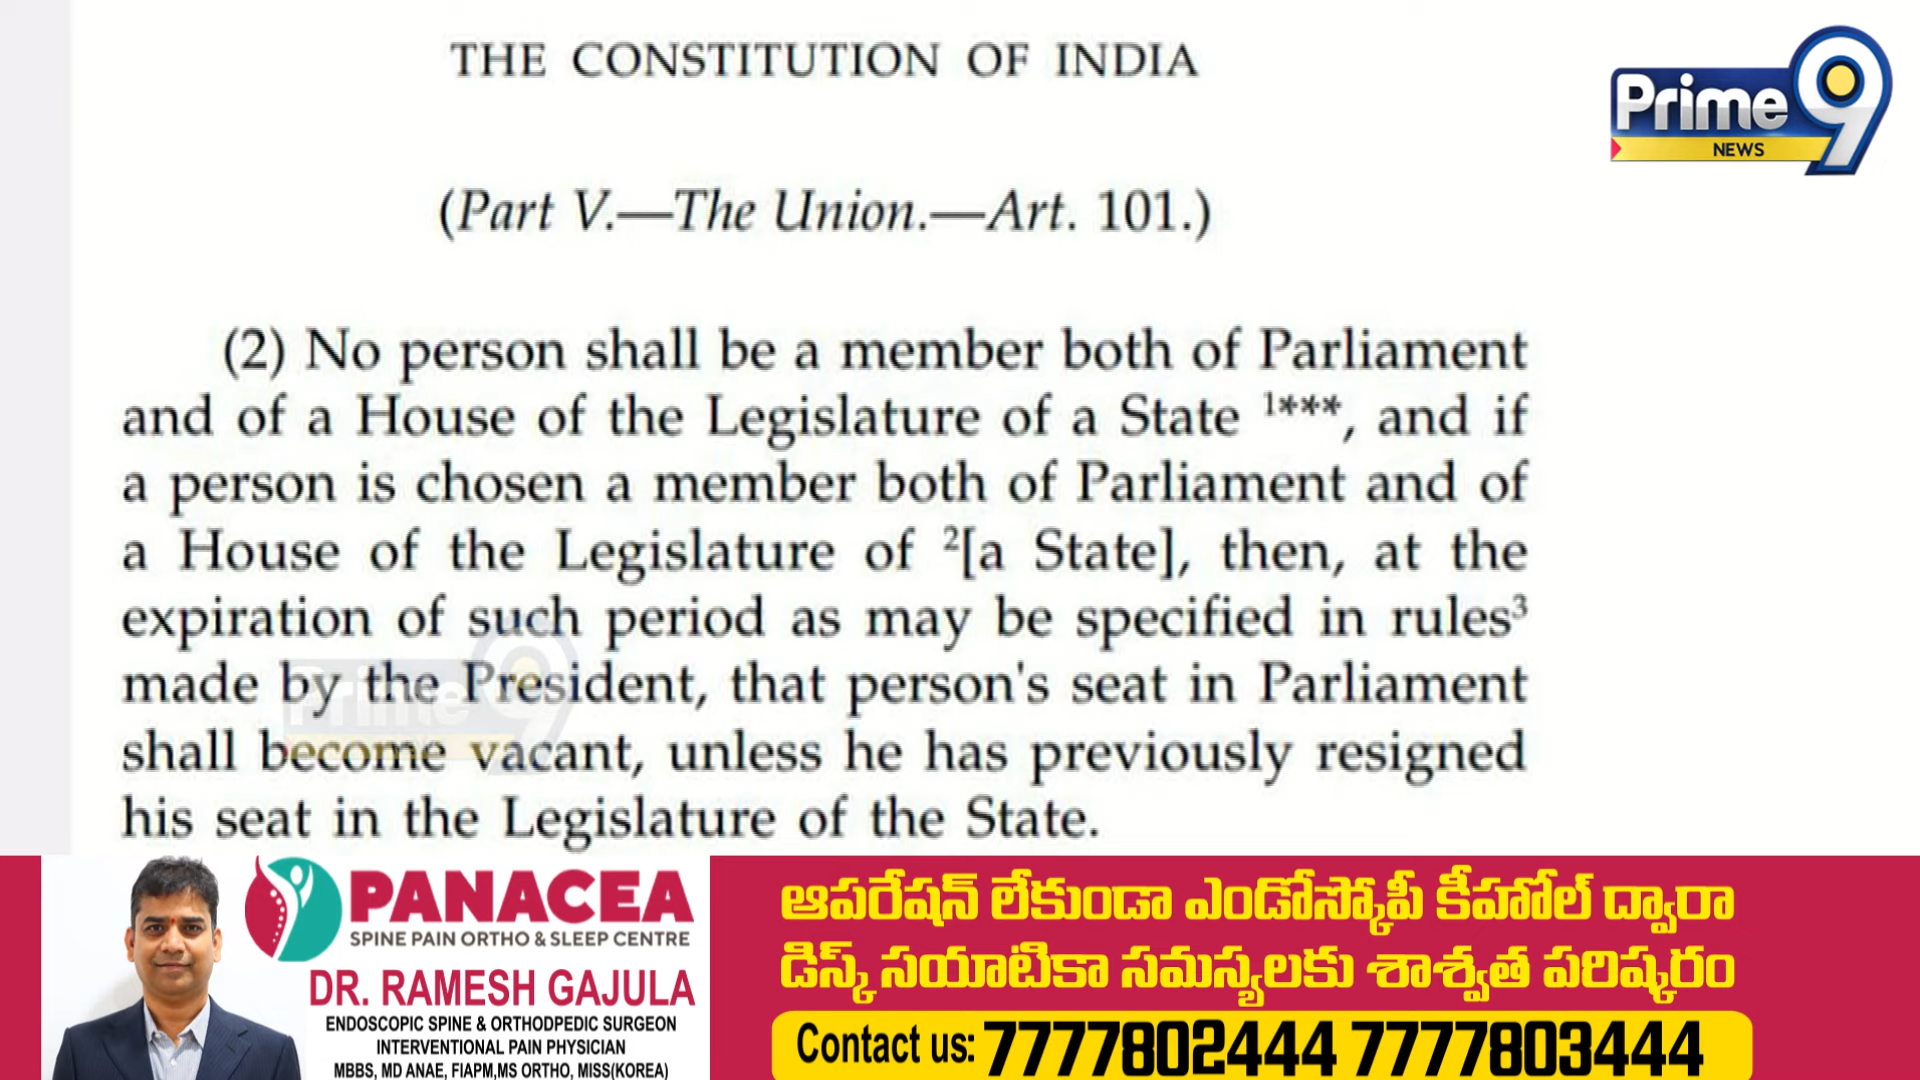 THE CONSTITUTION OF INDIA
Prime9
NEWS
(Part V.—The Union.—Art. 101.)
(2) No person shall be a member both of Parliament
and of a House of the Legislature of a State ¹***, and if
a person is chosen a member both of Parliament and of
a House of the Legislature of ²[a State], then, at the
expiration of such period as may be specified in rules³
made by the President, that person's seat in Parliament
shall become vacant, unless he has previously resigned
his seat in the Legislature of the State.
Prime9
PANACEA
SPINE PAIN ORTHO & SLEEP CENTRE
DR. RAMESH GAJULA
ENDOSCOPIC SPINE & ORTHODPEDIC SURGEON
INTERVENTIONAL PAIN PHYSICIAN
MBBS, MD ANAE, FIAPM,MS ORTHO, MISS(KOREA)
ఆపరేషన్ లేకుండా ఎండోస్కోపీ కీహోల్ ద్వారా
డిస్క్ సయాటికా సమస్యలకు శాశ్వత పరిష్కరం
Contact us: 7777802444 7777803444